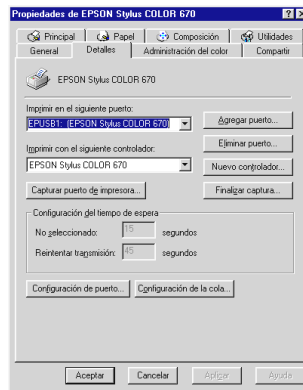 Propiedades de EPSON Stylus COLOR 670
Principal Papel Composición Utilidades
General Detalles Administración del color Compartir
EPSON Stylus COLOR 670
Imprimir en el siguiente puerto:
EPUSB1: (EPSON Stylus COLOR 670)
Agregar puerto...
Eliminar puerto...
Imprimir con el siguiente controlador:
EPSON Stylus COLOR 670
Nuevo controlador...
Capturar puerto de impresora...
Finalizar captura...
Configuración del tiempo de espera
No seleccionado: 15 segundos
Reintentar transmisión: 45 segundos
Configuración de puerto... Configuración de la cola...
Aceptar Cancelar Aplicar Ayuda